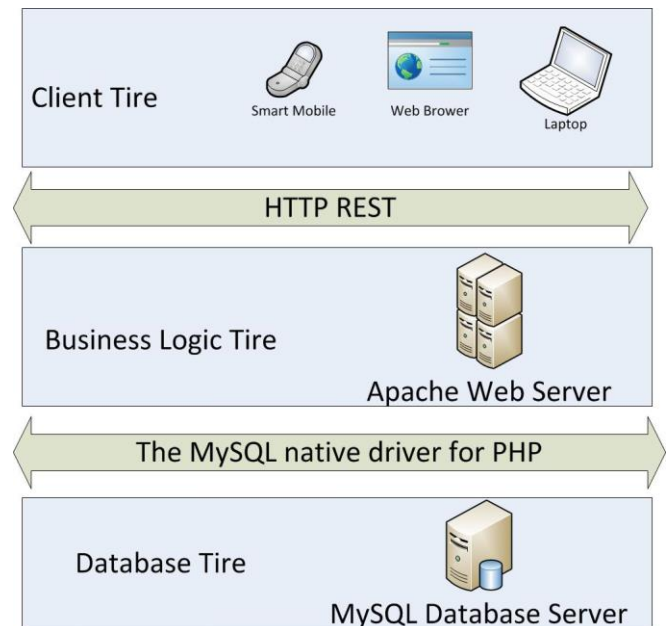 Client Tire
Smart Mobile
Web Brower
Laptop
HTTP REST
Business Logic Tire
Apache Web Server
The MySQL native driver for PHP
Database Tire
MySQL Database Server